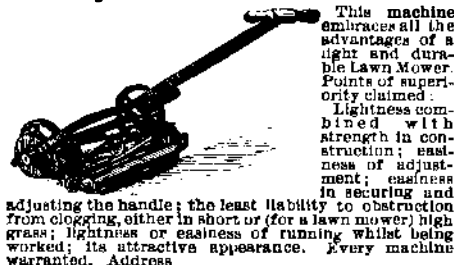 This machine
embraces all the
advantages of a
light and dura-
ble Lawn Mower.
Points of superi-
ority claimed:
Lightness com-
bined with
strength in con-
struction; easi-
ness of adjust-
ment; easiness
in securing and
adjusting the handle; the least liability to obstruction
from clogging, either in short or (for a lawn mower) high
grass; lightness or easiness of running whilst being
worked; its attractive appearance. Every machine
warranted. Address